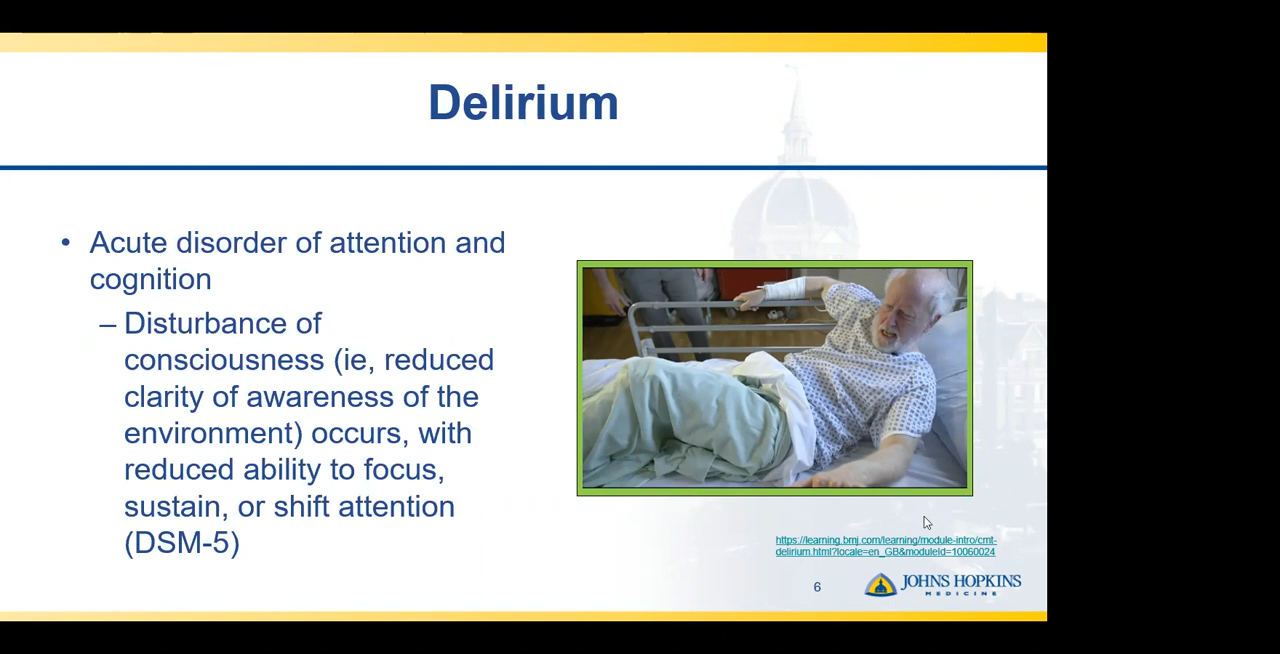 Delirium
• Acute disorder of attention and
cognition
– Disturbance of
consciousness (ie, reduced
clarity of awareness of the
environment) occurs, with
reduced ability to focus,
sustain, or shift attention
(DSM-5)
https://learning.bmj.com/learning/module-intro/cmt-
delirium.html?locale=en_GB&moduleId=10060024
6
JOHNS HOPKINS
MEDICINE